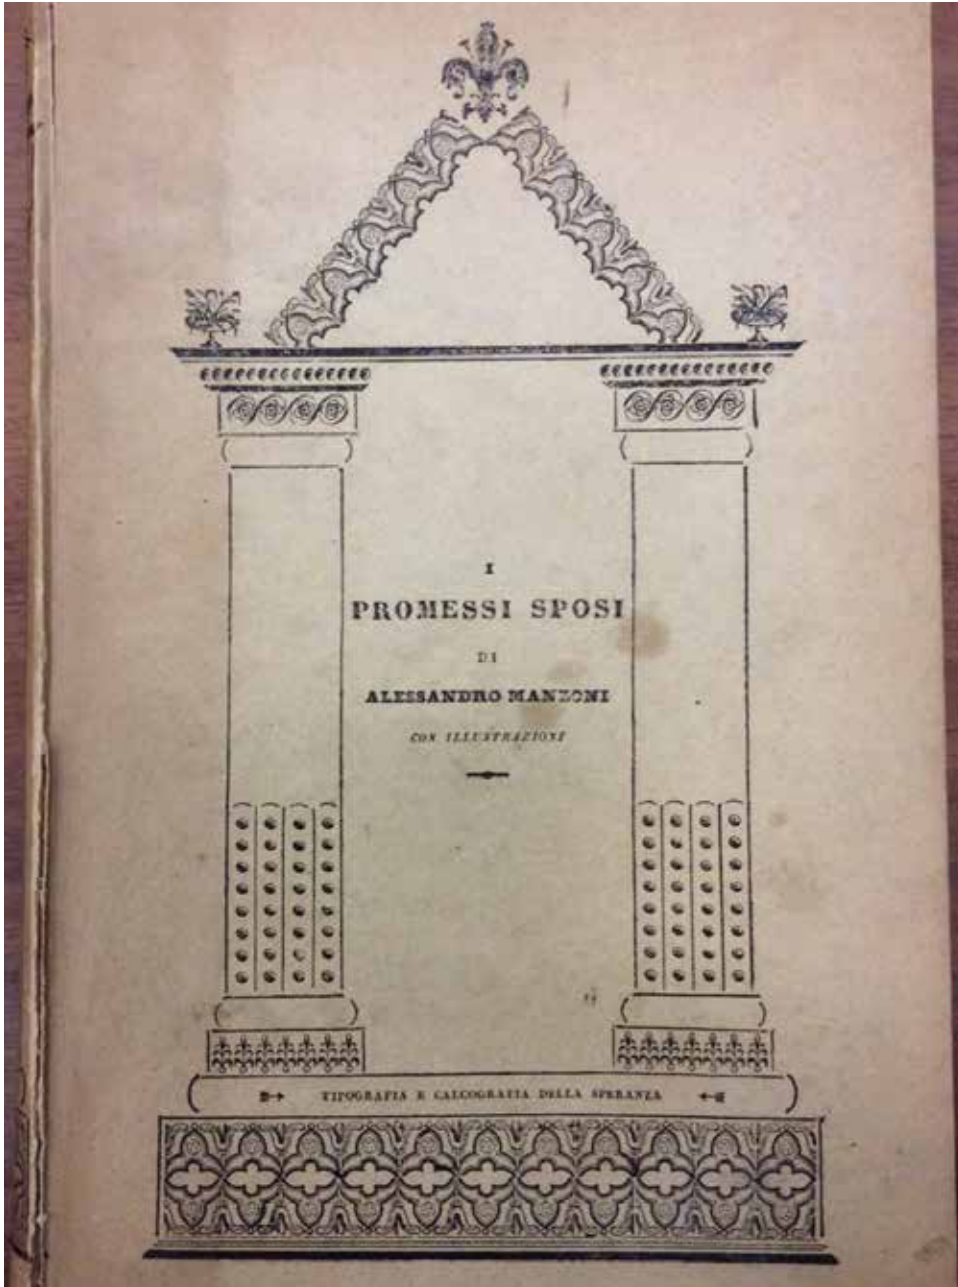 I
PROMESSI SPOSI
DI
ALESSANDRO MANZONI
CON ILLUSTRAZIONI
TIPOGRAFIA E CALCOGRAFIA DELLA SPERANZA